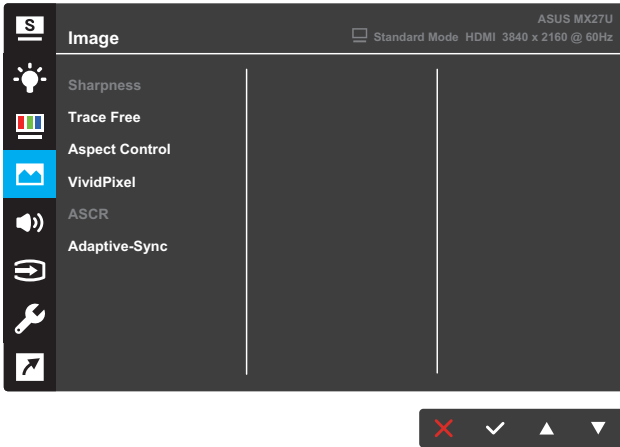 S
ASUS MX27U
Image
Standard Mode HDMI 3840 x 2160 @ 60Hz
Sharpness
Trace Free
Aspect Control
VividPixel
ASCR
Adaptive-Sync